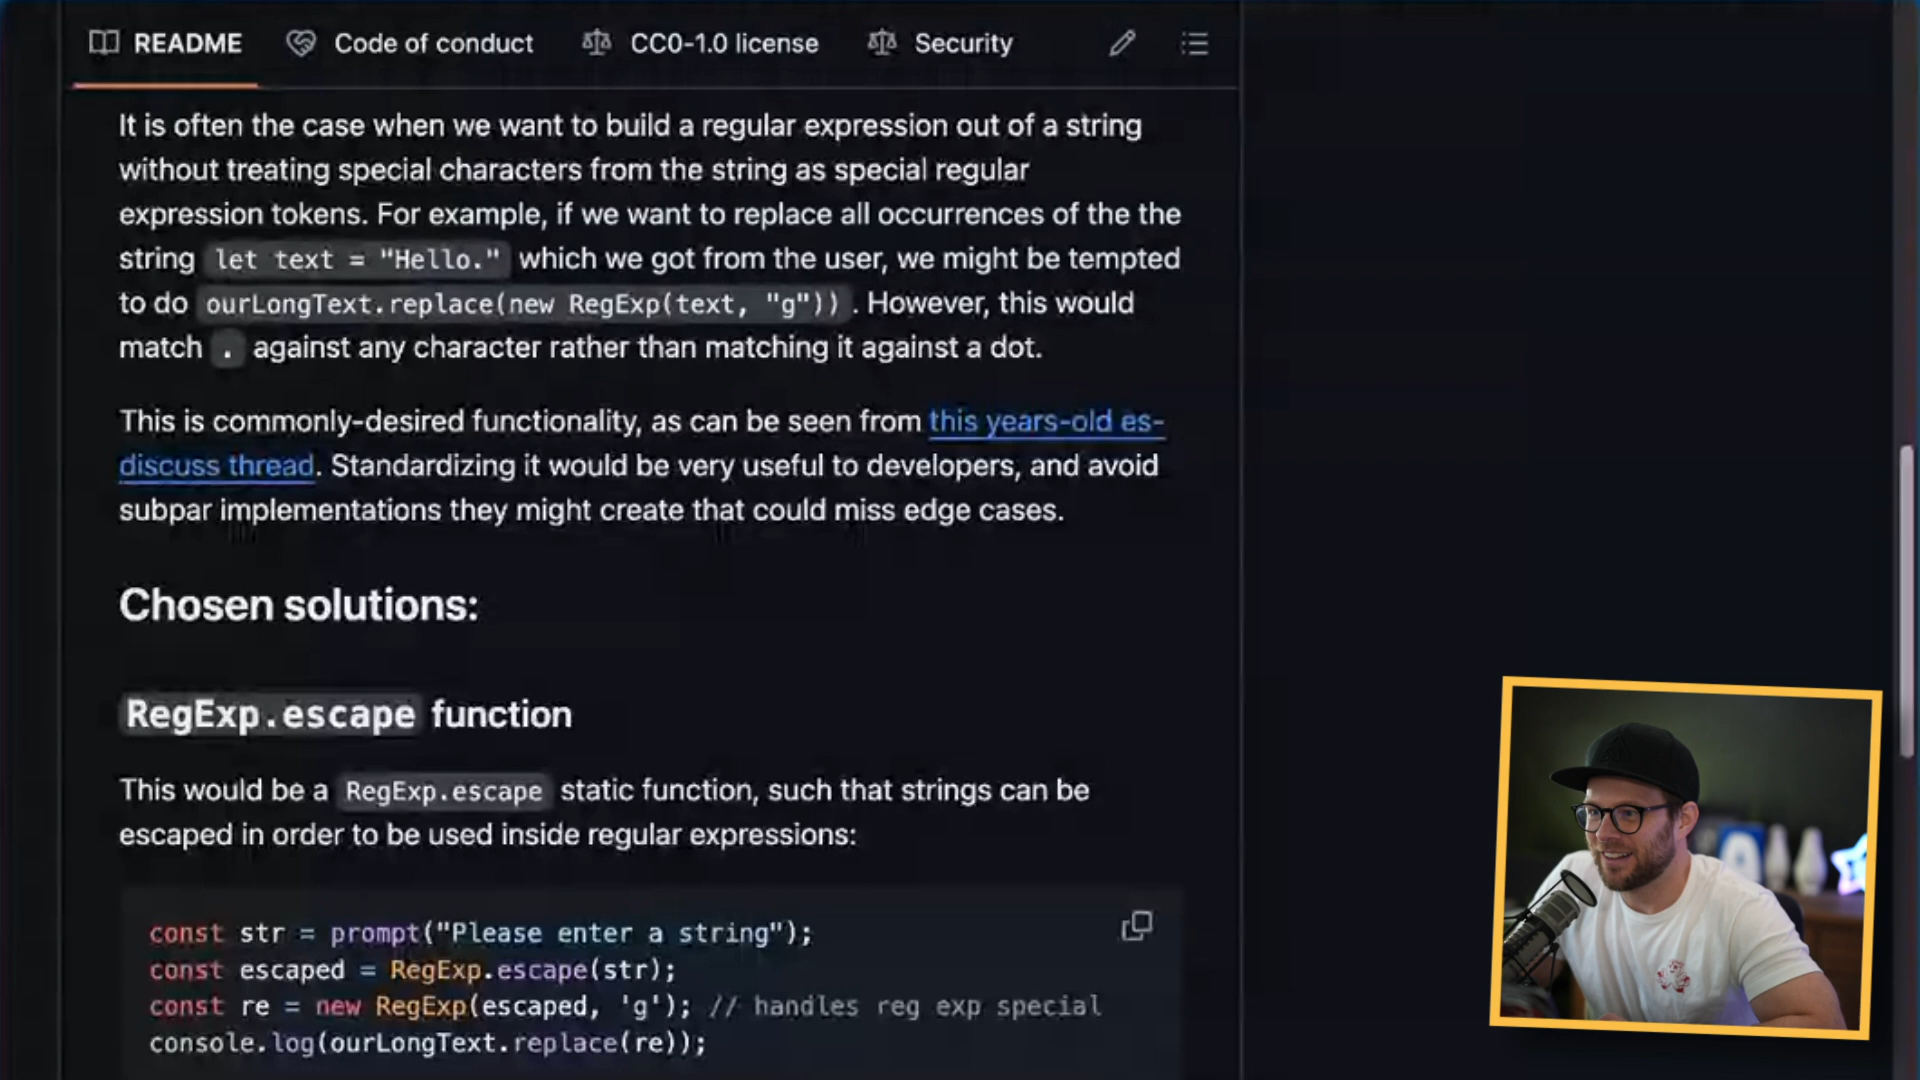 README Code of conduct CC0-1.0 license Security
It is often the case when we want to build a regular expression out of a string
without treating special characters from the string as special regular
expression tokens. For example, if we want to replace all occurrences of the the
string let text = "Hello." which we got from the user, we might be tempted
to do ourLongText.replace(new RegExp(text, "g")) . However, this would
match . against any character rather than matching it against a dot.
This is commonly-desired functionality, as can be seen from this years-old es-
discuss thread. Standardizing it would be very useful to developers, and avoid
subpar implementations they might create that could miss edge cases.
Chosen solutions:
RegExp.escape function
This would be a RegExp.escape static function, such that strings can be
escaped in order to be used inside regular expressions:
const str = prompt("Please enter a string");
const escaped = RegExp.escape(str);
const re = new RegExp(escaped, 'g'); // handles reg exp special
console.log(ourLongText.replace(re));